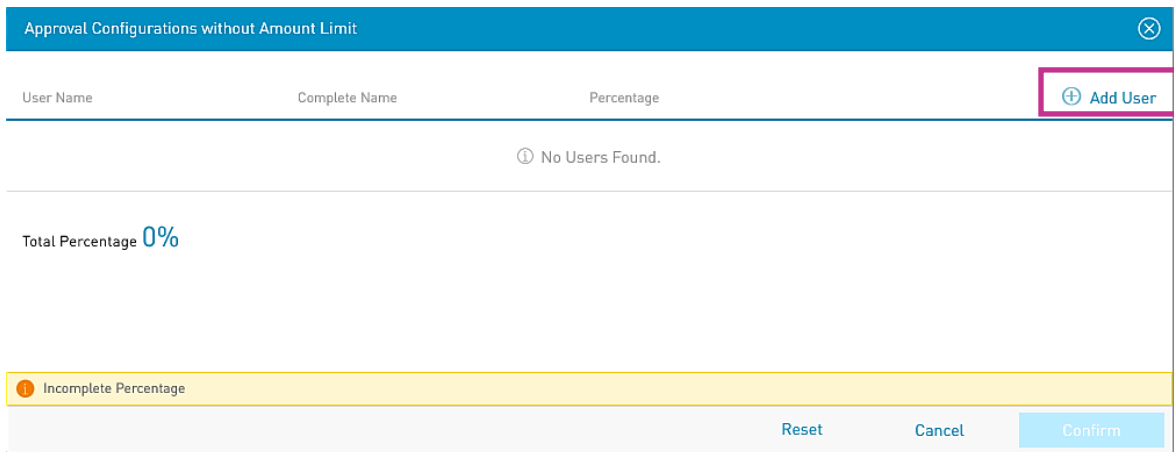 Approval Configurations without Amount Limit
User Name Complete Name Percentage Add User
No Users Found.
Total Percentage 0%
Incomplete Percentage
Reset Cancel Confirm